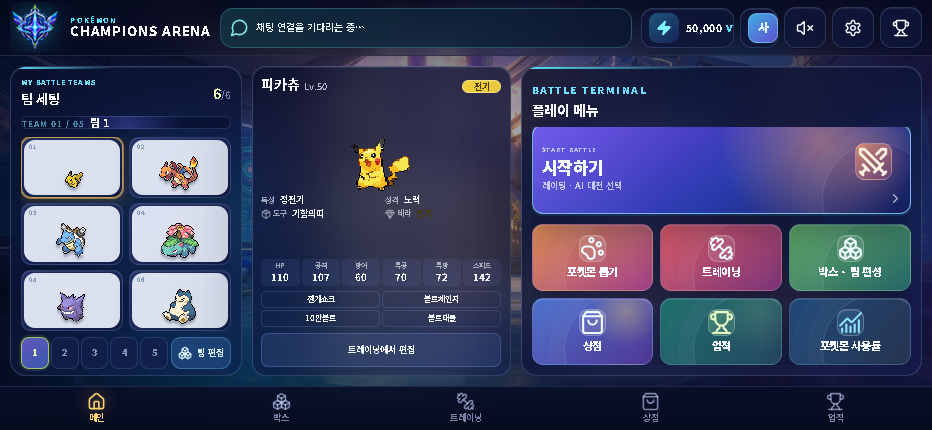 POKÉMON
CHAMPIONS ARENA
채팅 연결을 기다리는 중…
50,000 V
사
MY BATTLE TEAMS
팀 세팅
6/6
TEAM 01 / 05 팀 1
01
02
03
04
05
06
1 2 3 4 5 팀 편집
피카츄 Lv.50
전기
특성 정전기
성격 노력
도구 기합의띠
테라
HP 공격 방어 특공 특방 스피드
110 107 60 70 72 142
전기쇼크 볼트체인지
10만볼트 볼트태클
트레이닝에서 편집
BATTLE TERMINAL
플레이 메뉴
START BATTLE
시작하기
레이팅 · AI 대전 선택
포켓몬 뽑기
트레이닝
박스 · 팀 편성
상점
업적
포켓몬 사용률
메인
박스
트레이닝
상점
업적